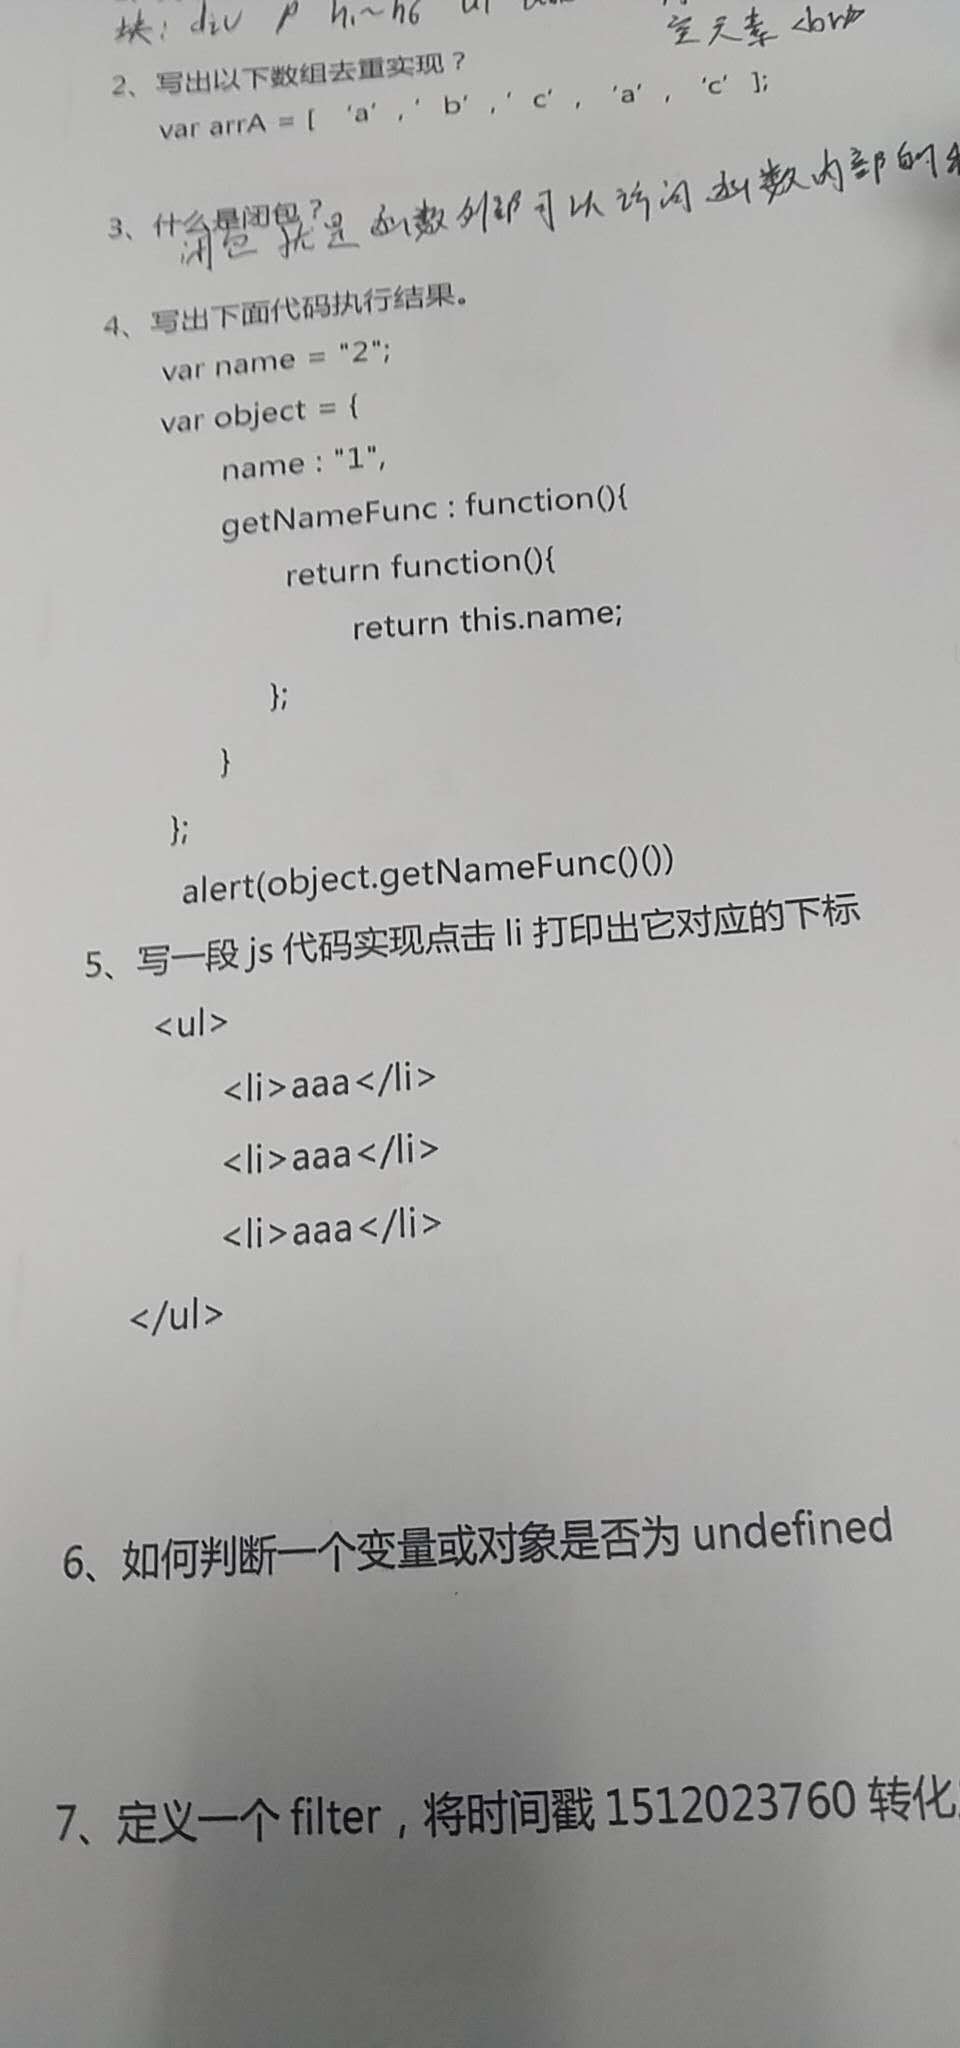 块: div p h1~h6 ul
空元素 <br/>
2、写出以下数组去重实现？
var arrA = [ 'a' , ' b' , ' c' , 'a' , 'c' ];
3、什么是闭包？
闭包就是函数外部可以访问函数内部的
4、写出下面代码执行结果。
var name = "2";
var object = {
name : "1",
getNameFunc : function(){
return function(){
return this.name;
};
}
};
alert(object.getNameFunc()())
5、写一段 js 代码实现点击 li 打印出它对应的下标
<ul>
<li>aaa</li>
<li>aaa</li>
<li>aaa</li>
</ul>
6、如何判断一个变量或对象是否为 undefined
7、定义一个 filter，将时间戳 1512023760 转化